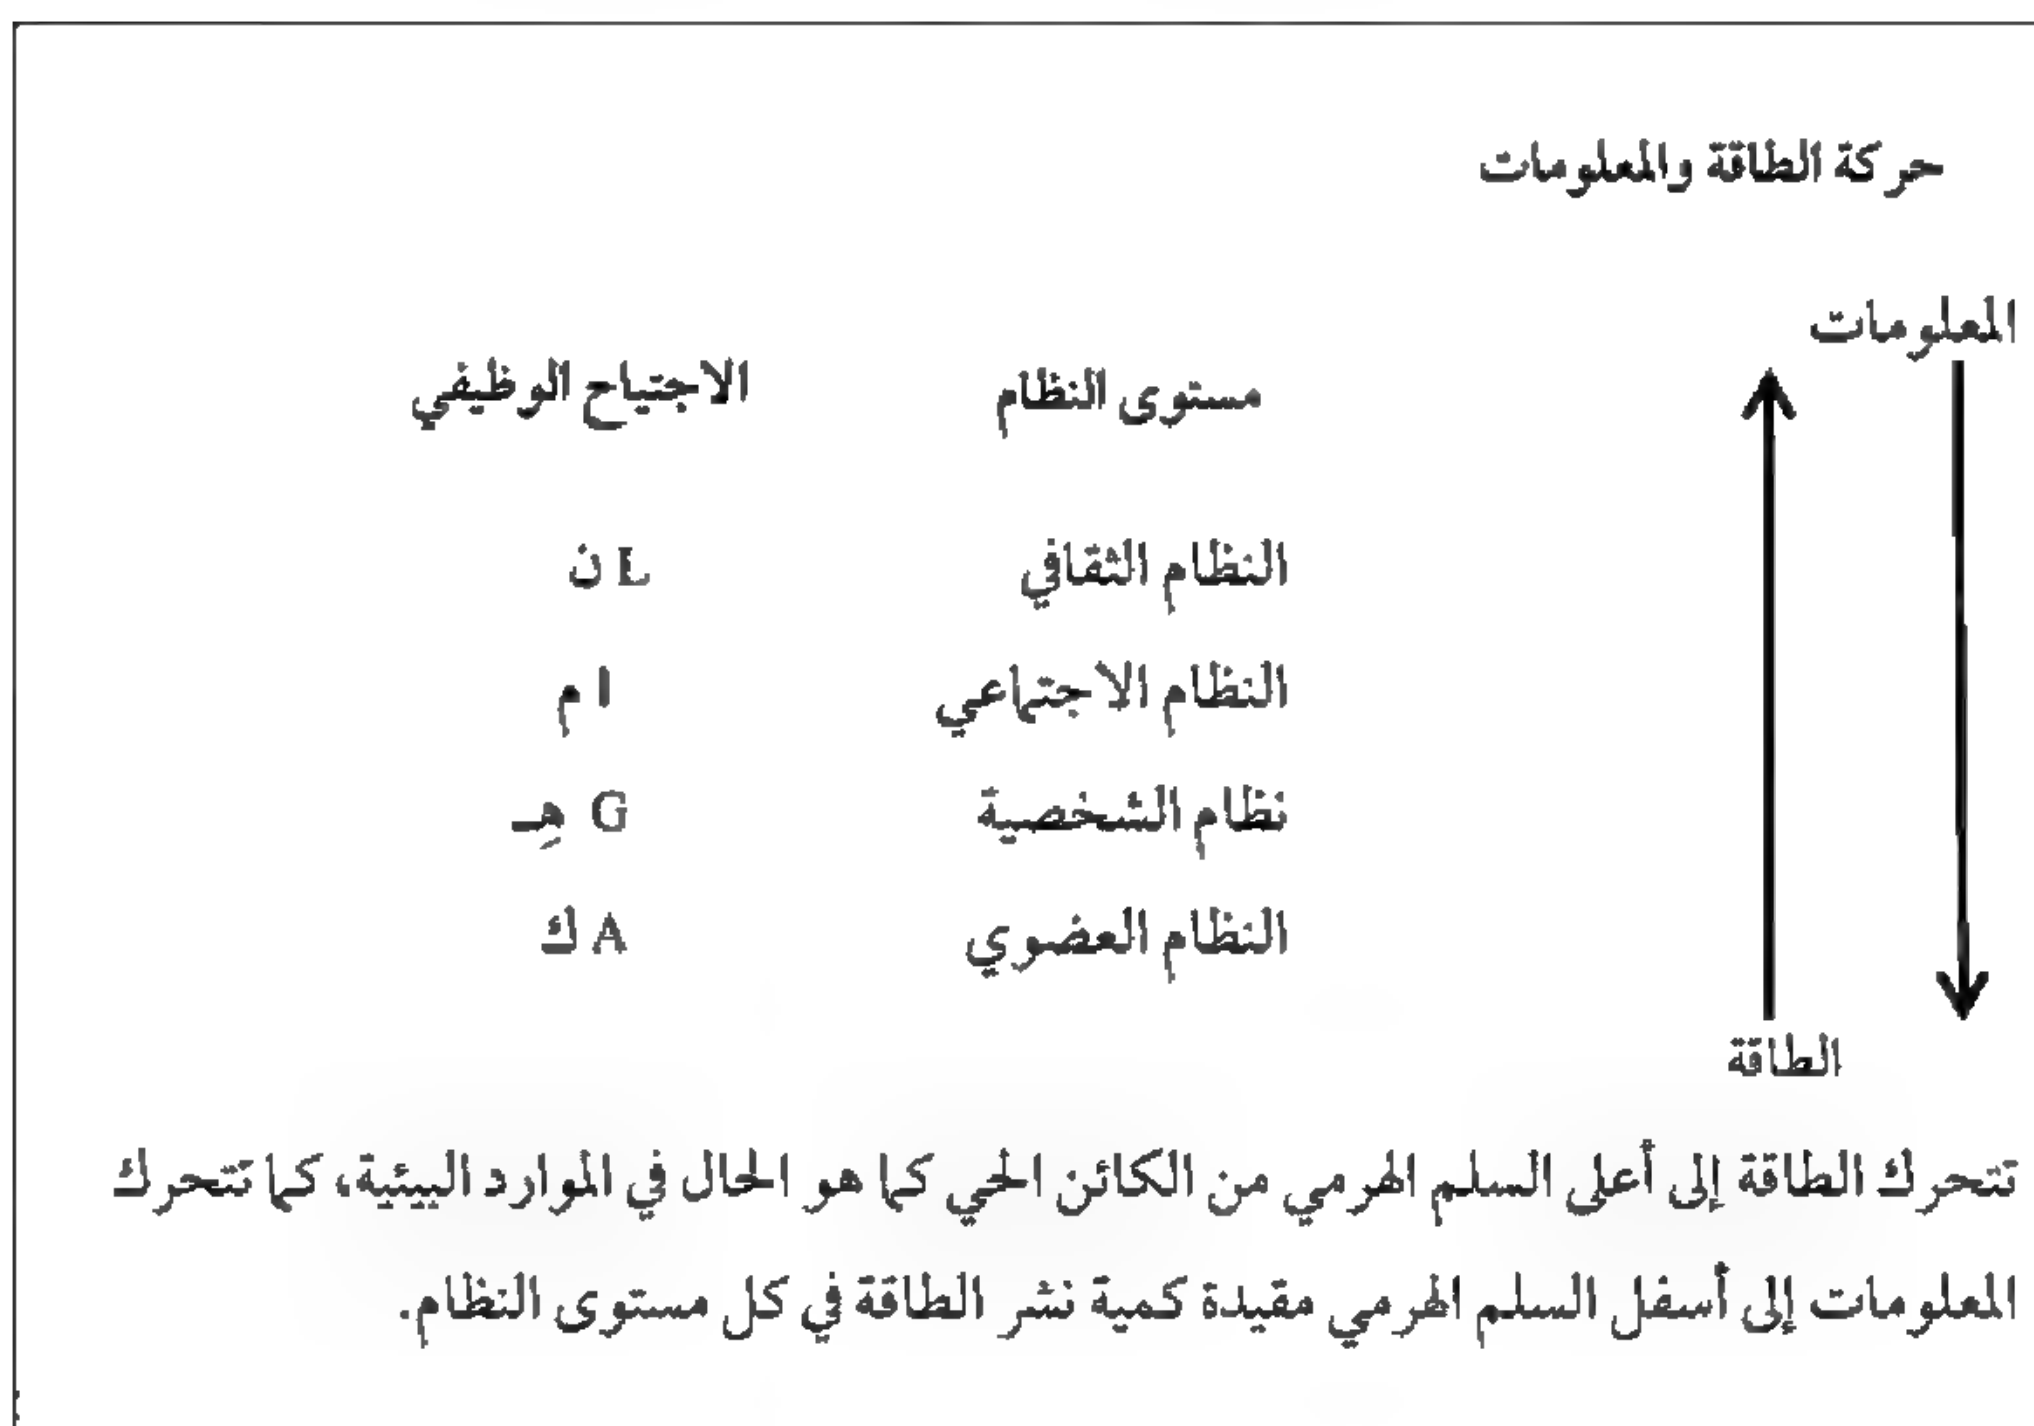 حركة الطاقة والمعلومات
المعلومات
مستوى النظام الاجتياح الوظيفي
النظام الثقافي L ن
النظام الاجتماعي I م
نظام الشخصية G هِـ
النظام العضوي A ك
الطاقة
تتحرك الطاقة إلى أعلى السلم الهرمي من الكائن الحي كما هو الحال في الموارد البيئية، كما تتحرك
المعلومات إلى أسفل السلم الهرمي مقيدة كمية نشر الطاقة في كل مستوى النظام.